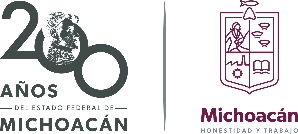 200
AÑOS
DEL ESTADO FEDERAL DE
MICHOACÁN
Michoacán
HONESTIDAD Y TRABAJO